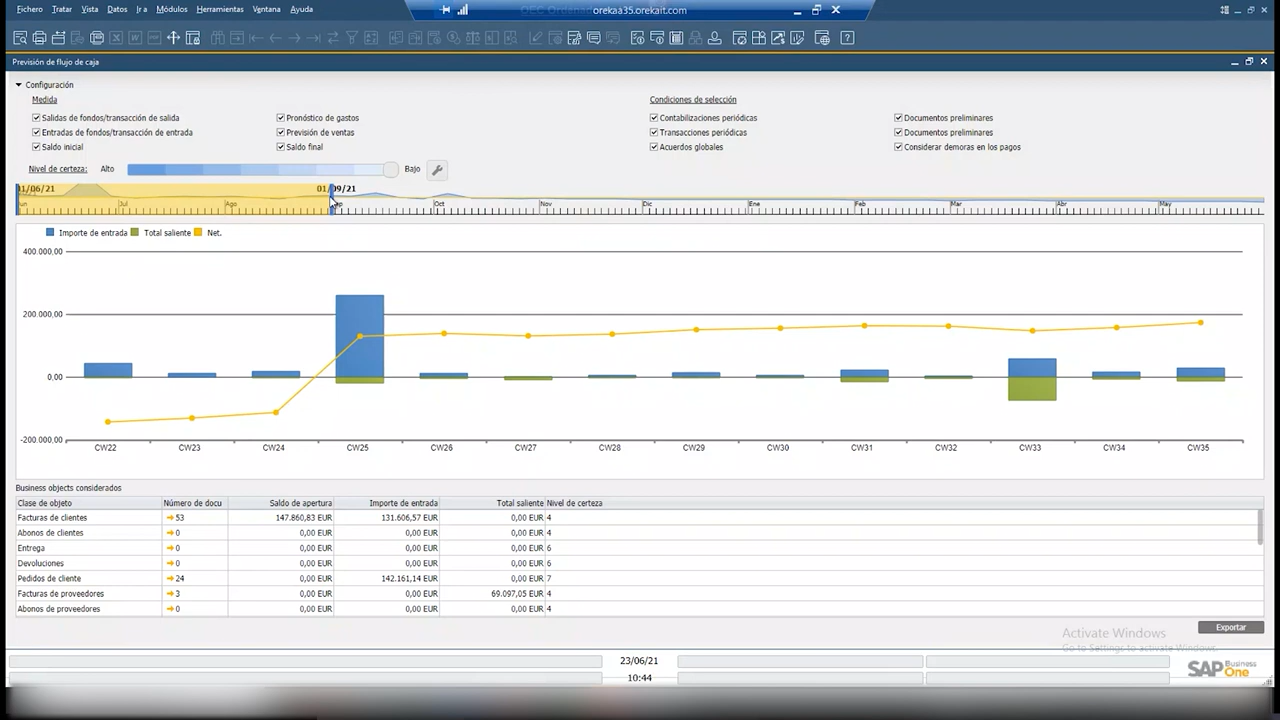 Fichero Tratar Vista Datos Ir a Módulos Herramientas Ventana Ayuda orekaa35.orekait.com
Previsión de flujo de caja
Configuración
Medida Condiciones de selección
Salidas de fondos/transacción de salida Pronóstico de gastos Contabilizaciones periódicas Documentos preliminares
Entradas de fondos/transacción de entrada Previsión de ventas Transacciones periódicas Documentos preliminares
Saldo inicial Saldo final Acuerdos globales Considerar demoras en los pagos
Nivel de certeza: Alto Bajo
01/06/21 01/09/21
Jun Jul Ago Sep Oct Nov Dic Ene Feb Mar Abr May
Importe de entrada Total saliente Net.
400.000,00
200.000,00
0,00
-200.000,00
CW22 CW23 CW24 CW25 CW26 CW27 CW28 CW29 CW30 CW31 CW32 CW33 CW34 CW35
Business objects considerados
Clase de objeto Número de docu Saldo de apertura Importe de entrada Total saliente Nivel de certeza
Facturas de clientes 53 147.860,83 EUR 131.606,57 EUR 0,00 EUR 4
Abonos de clientes 0 0,00 EUR 0,00 EUR 0,00 EUR 4
Entrega 0 0,00 EUR 0,00 EUR 0,00 EUR 6
Devoluciones 0 0,00 EUR 0,00 EUR 0,00 EUR 6
Pedidos de cliente 24 0,00 EUR 142.161,14 EUR 0,00 EUR 7
Facturas de proveedores 3 0,00 EUR 0,00 EUR 69.097,05 EUR 4
Abonos de proveedores 0 0,00 EUR 0,00 EUR 0,00 EUR 4
Exportar
Activate Windows
Go to Settings to activate Windows.
23/06/21
10:44
SAP Business One